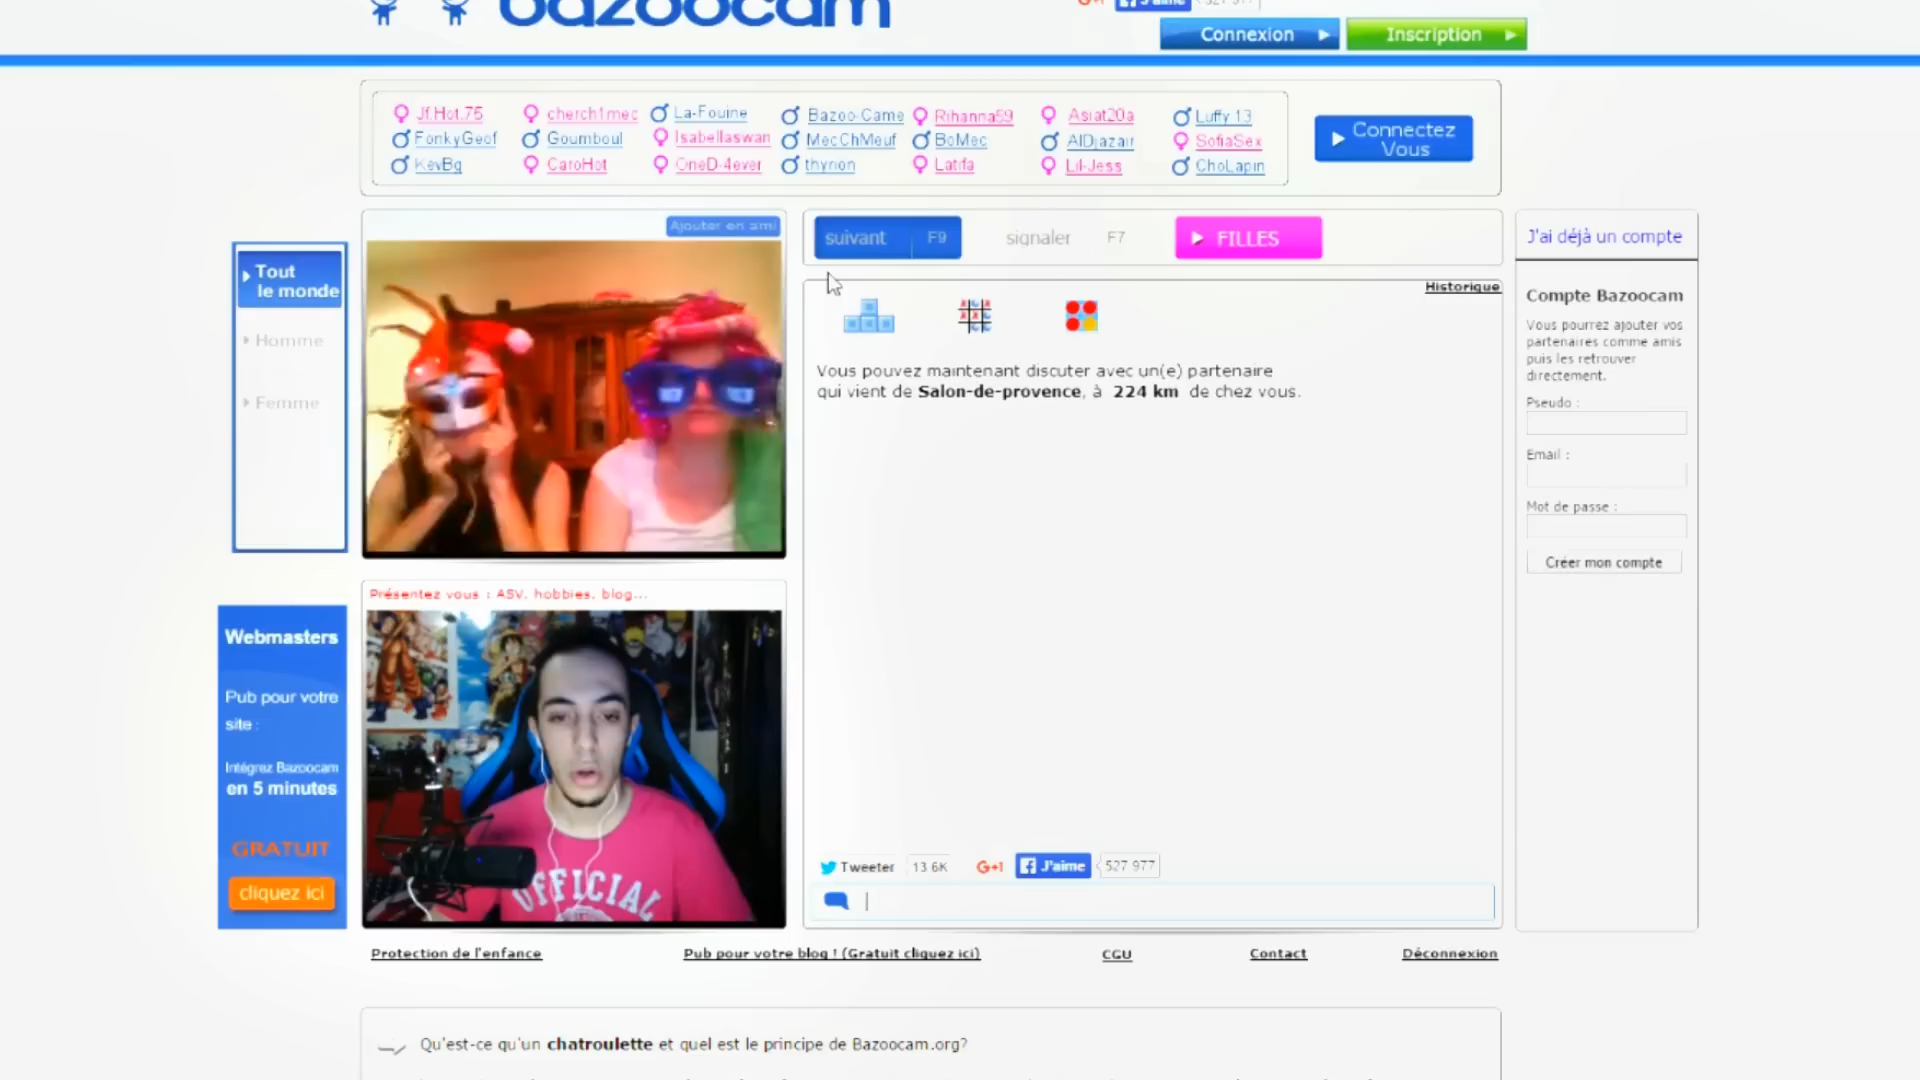 bazoocam
G+1 J'aime 527 977
Connexion
Inscription
Jf.Hot.75 cherch1mec La-Fouine Bazoo-Came Rihanna59 Asiat20a Luffy 13
FonkyGeof Goumboul Isabellaswan MecChMeuf BoMec AlDjazair SofiaSex
KevBg CaroHot OneD-4ever thyrion Latifa Lil-Jess ChoLapin
Connectez
Vous
Ajouter en ami
suivant F9 signaler F7 FILLES
J'ai déjà un compte
Tout
le monde
Homme
Femme
Historique
Vous pouvez maintenant discuter avec un(e) partenaire
qui vient de Salon-de-provence, à 224 km de chez vous.
Compte Bazoocam
Vous pourrez ajouter vos
partenaires comme amis
puis les retrouver
directement.
Pseudo :
Email :
Mot de passe :
Créer mon compte
Présentez vous : ASV, hobbies, blog...
Webmasters
Pub pour votre
site :
Intégrez Bazoocam
en 5 minutes
GRATUIT
cliquez ici
OFFICIAL
Tweeter 13.6K G+1 J'aime 527 977
Protection de l'enfance Pub pour votre blog ! (Gratuit cliquez ici) CGU Contact Déconnexion
Qu'est-ce qu'un chatroulette et quel est le principe de Bazoocam.org?